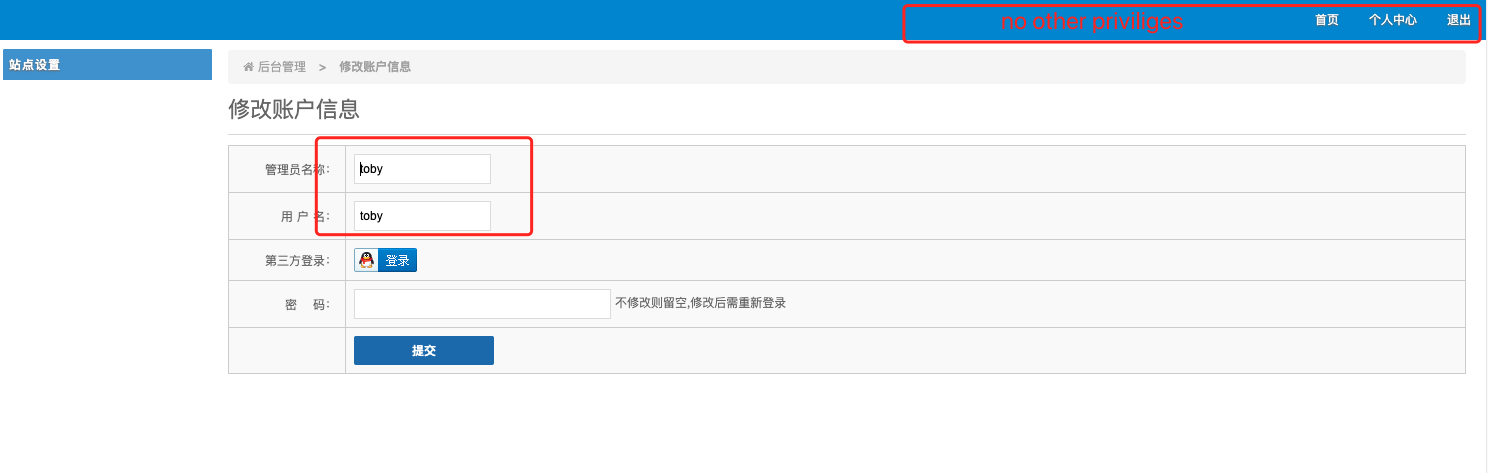 no other priviliges
首页 个人中心 退出
站点设置
后台管理 > 修改账户信息
修改账户信息
管理员名称: toby
用 户 名: toby
第三方登录: 登录
密 码: 不修改则留空,修改后需重新登录
提交